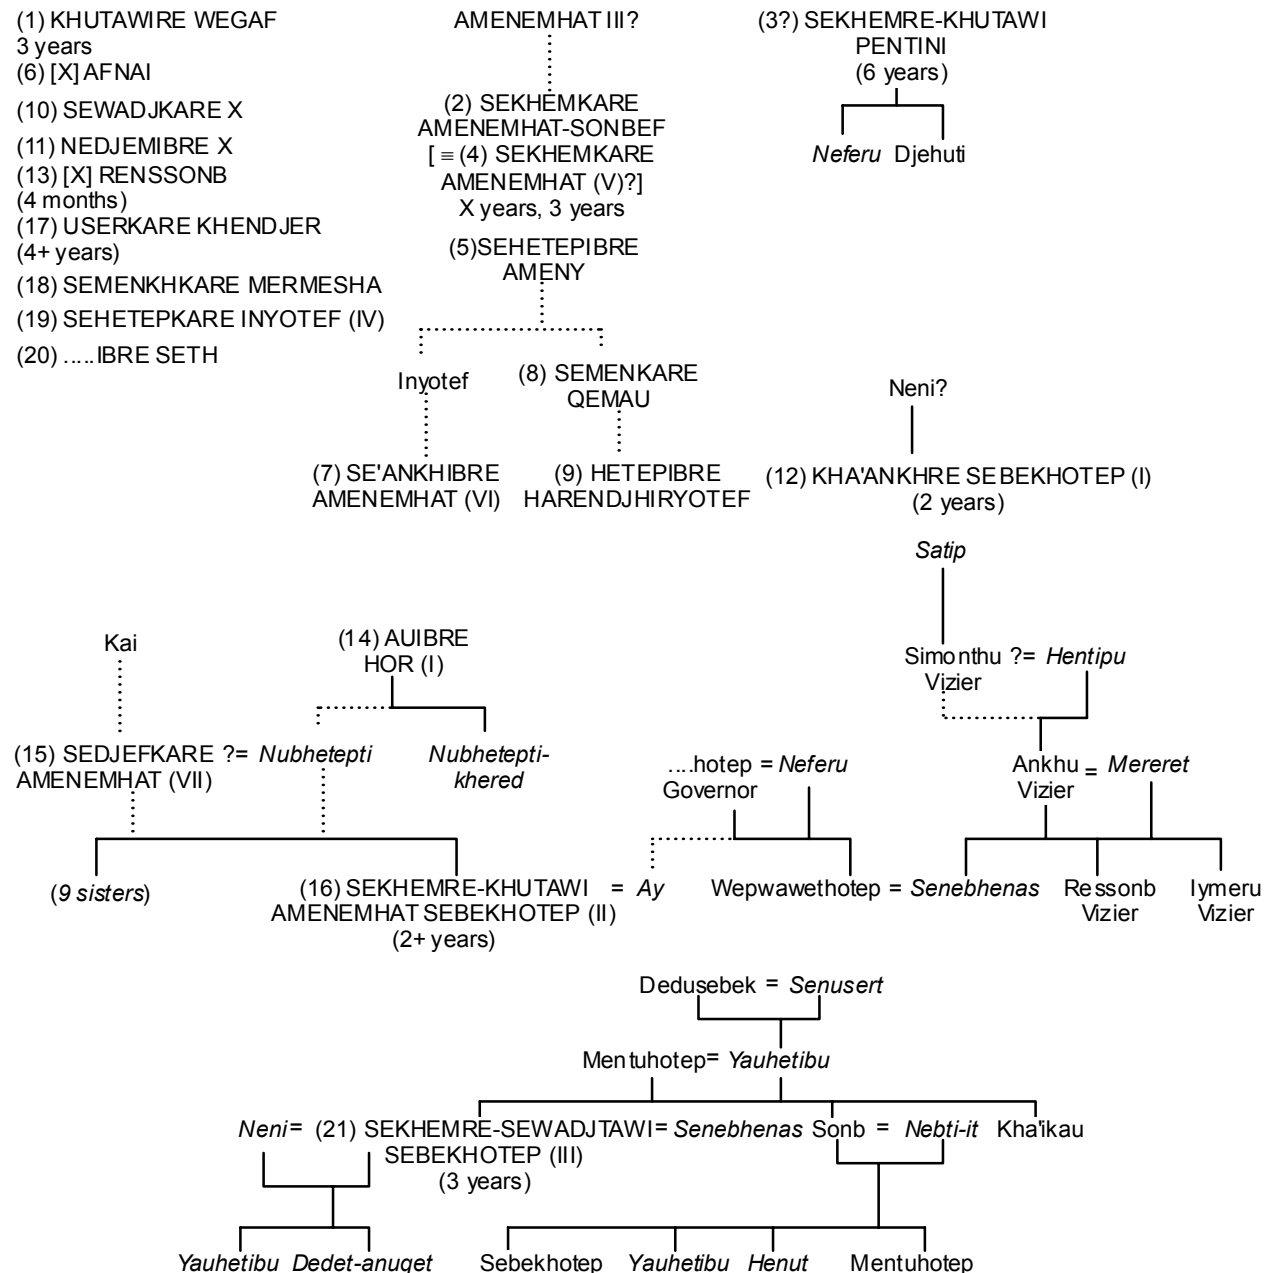 (1) KHUTAWIRE WEGAF
3 years
(6) [X] AFNAI
(10) SEWADJKARE X
(11) NEDJEMIBRE X
(13) [X] RENSSONB
(4 months)
(17) USERKARE KHENDJER
(4+ years)
(18) SEMENKHKARE MERMESHA
(19) SEHETEPKARE INYOTEF (IV)
(20) .....IBRE SETH
AMENEMHAT III?
(2) SEKHEMKARE
AMENEMHAT-SONBEF
[ ≡ (4) SEKHEMKARE
AMENEMHAT (V)?]
X years, 3 years
(5)SEHETEPIBRE
AMENY
(3?) SEKHEMRE-KHUTAWI
PENTINI
(6 years)
Neferu Djehuti
Inyotef
(8) SEMENKARE
QEMAU
(7) SE'ANKHIBRE
AMENEMHAT (VI)
(9) HETEPIBRE
HARENDJHIRYOTEF
Neni?
(12) KHA'ANKHRE SEBEKHOTEP (I)
(2 years)
Satip
Simonthu ?= Hentipu
Vizier
Kai
(14) AUIBRE
HOR (I)
(15) SEDJEFKARE ?= Nubhetepti
AMENEMHAT (VII)
Nubhetepti-
khered
....hotep = Neferu
Governor
Ankhu = Mereret
Vizier
(9 sisters)
(16) SEKHEMRE-KHUTAWI = Ay
AMENEMHAT SEBEKHOTEP (II)
(2+ years)
Wepwawethotep = Senebhenas
Ressonb
Vizier
Iymeru
Vizier
Dedusebek = Senusert
Mentuhotep= Yauhetibu
Neni= (21) SEKHEMRE-SEWADJTAWI= Senebhenas Sonb = Nebti-it Kha'ikau
SEBEKHOTEP (III)
(3 years)
Yauhetibu Dedet-anuqet Sebekhotep Yauhetibu Henut Mentuhotep